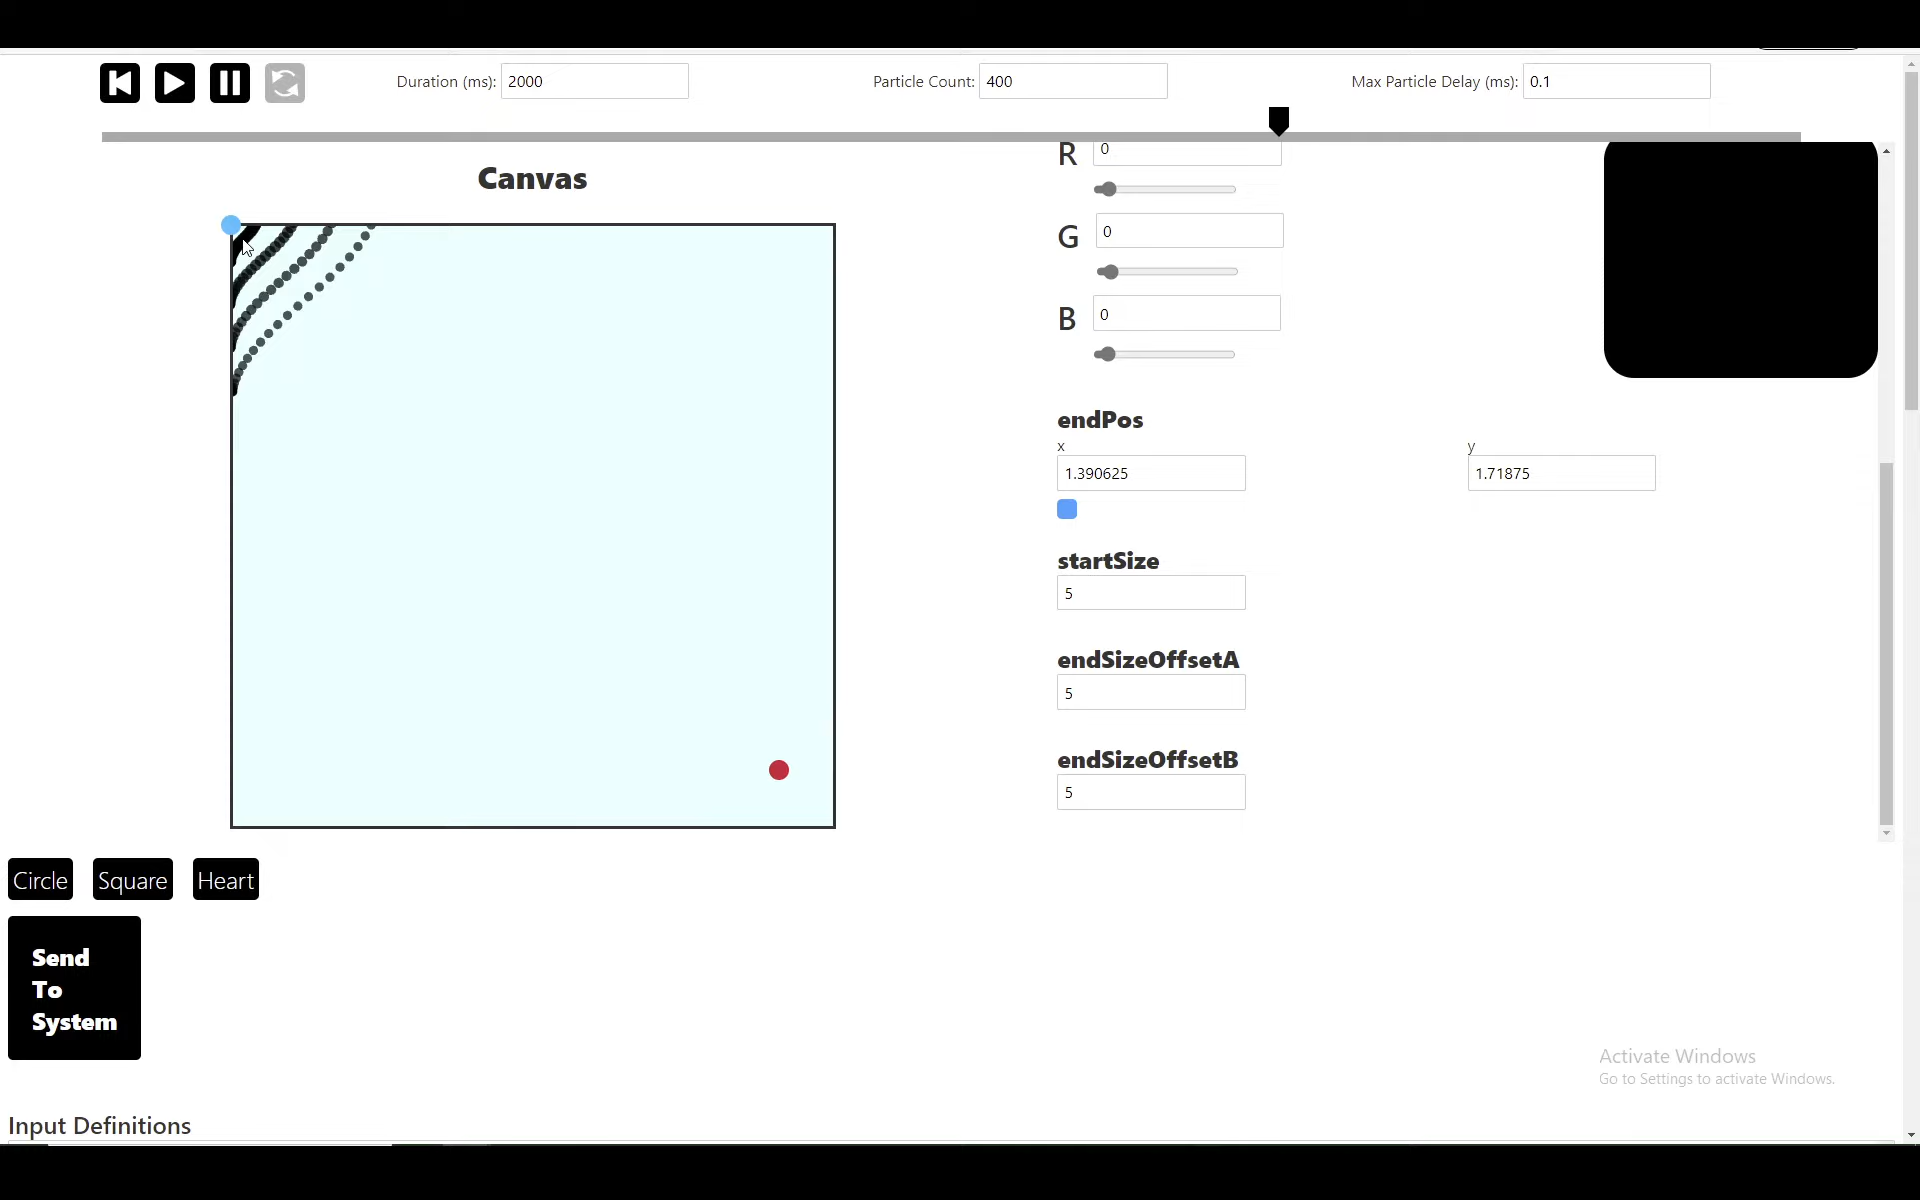 Duration (ms): 2000 Particle Count: 400 Max Particle Delay (ms): 0.1
Canvas
R 0
G 0
B 0
endPos
x y
1.390625 1.71875
startSize
5
endSizeOffsetA
5
endSizeOffsetB
5
Circle Square Heart
Send
To
System
Activate Windows
Go to Settings to activate Windows.
Input Definitions